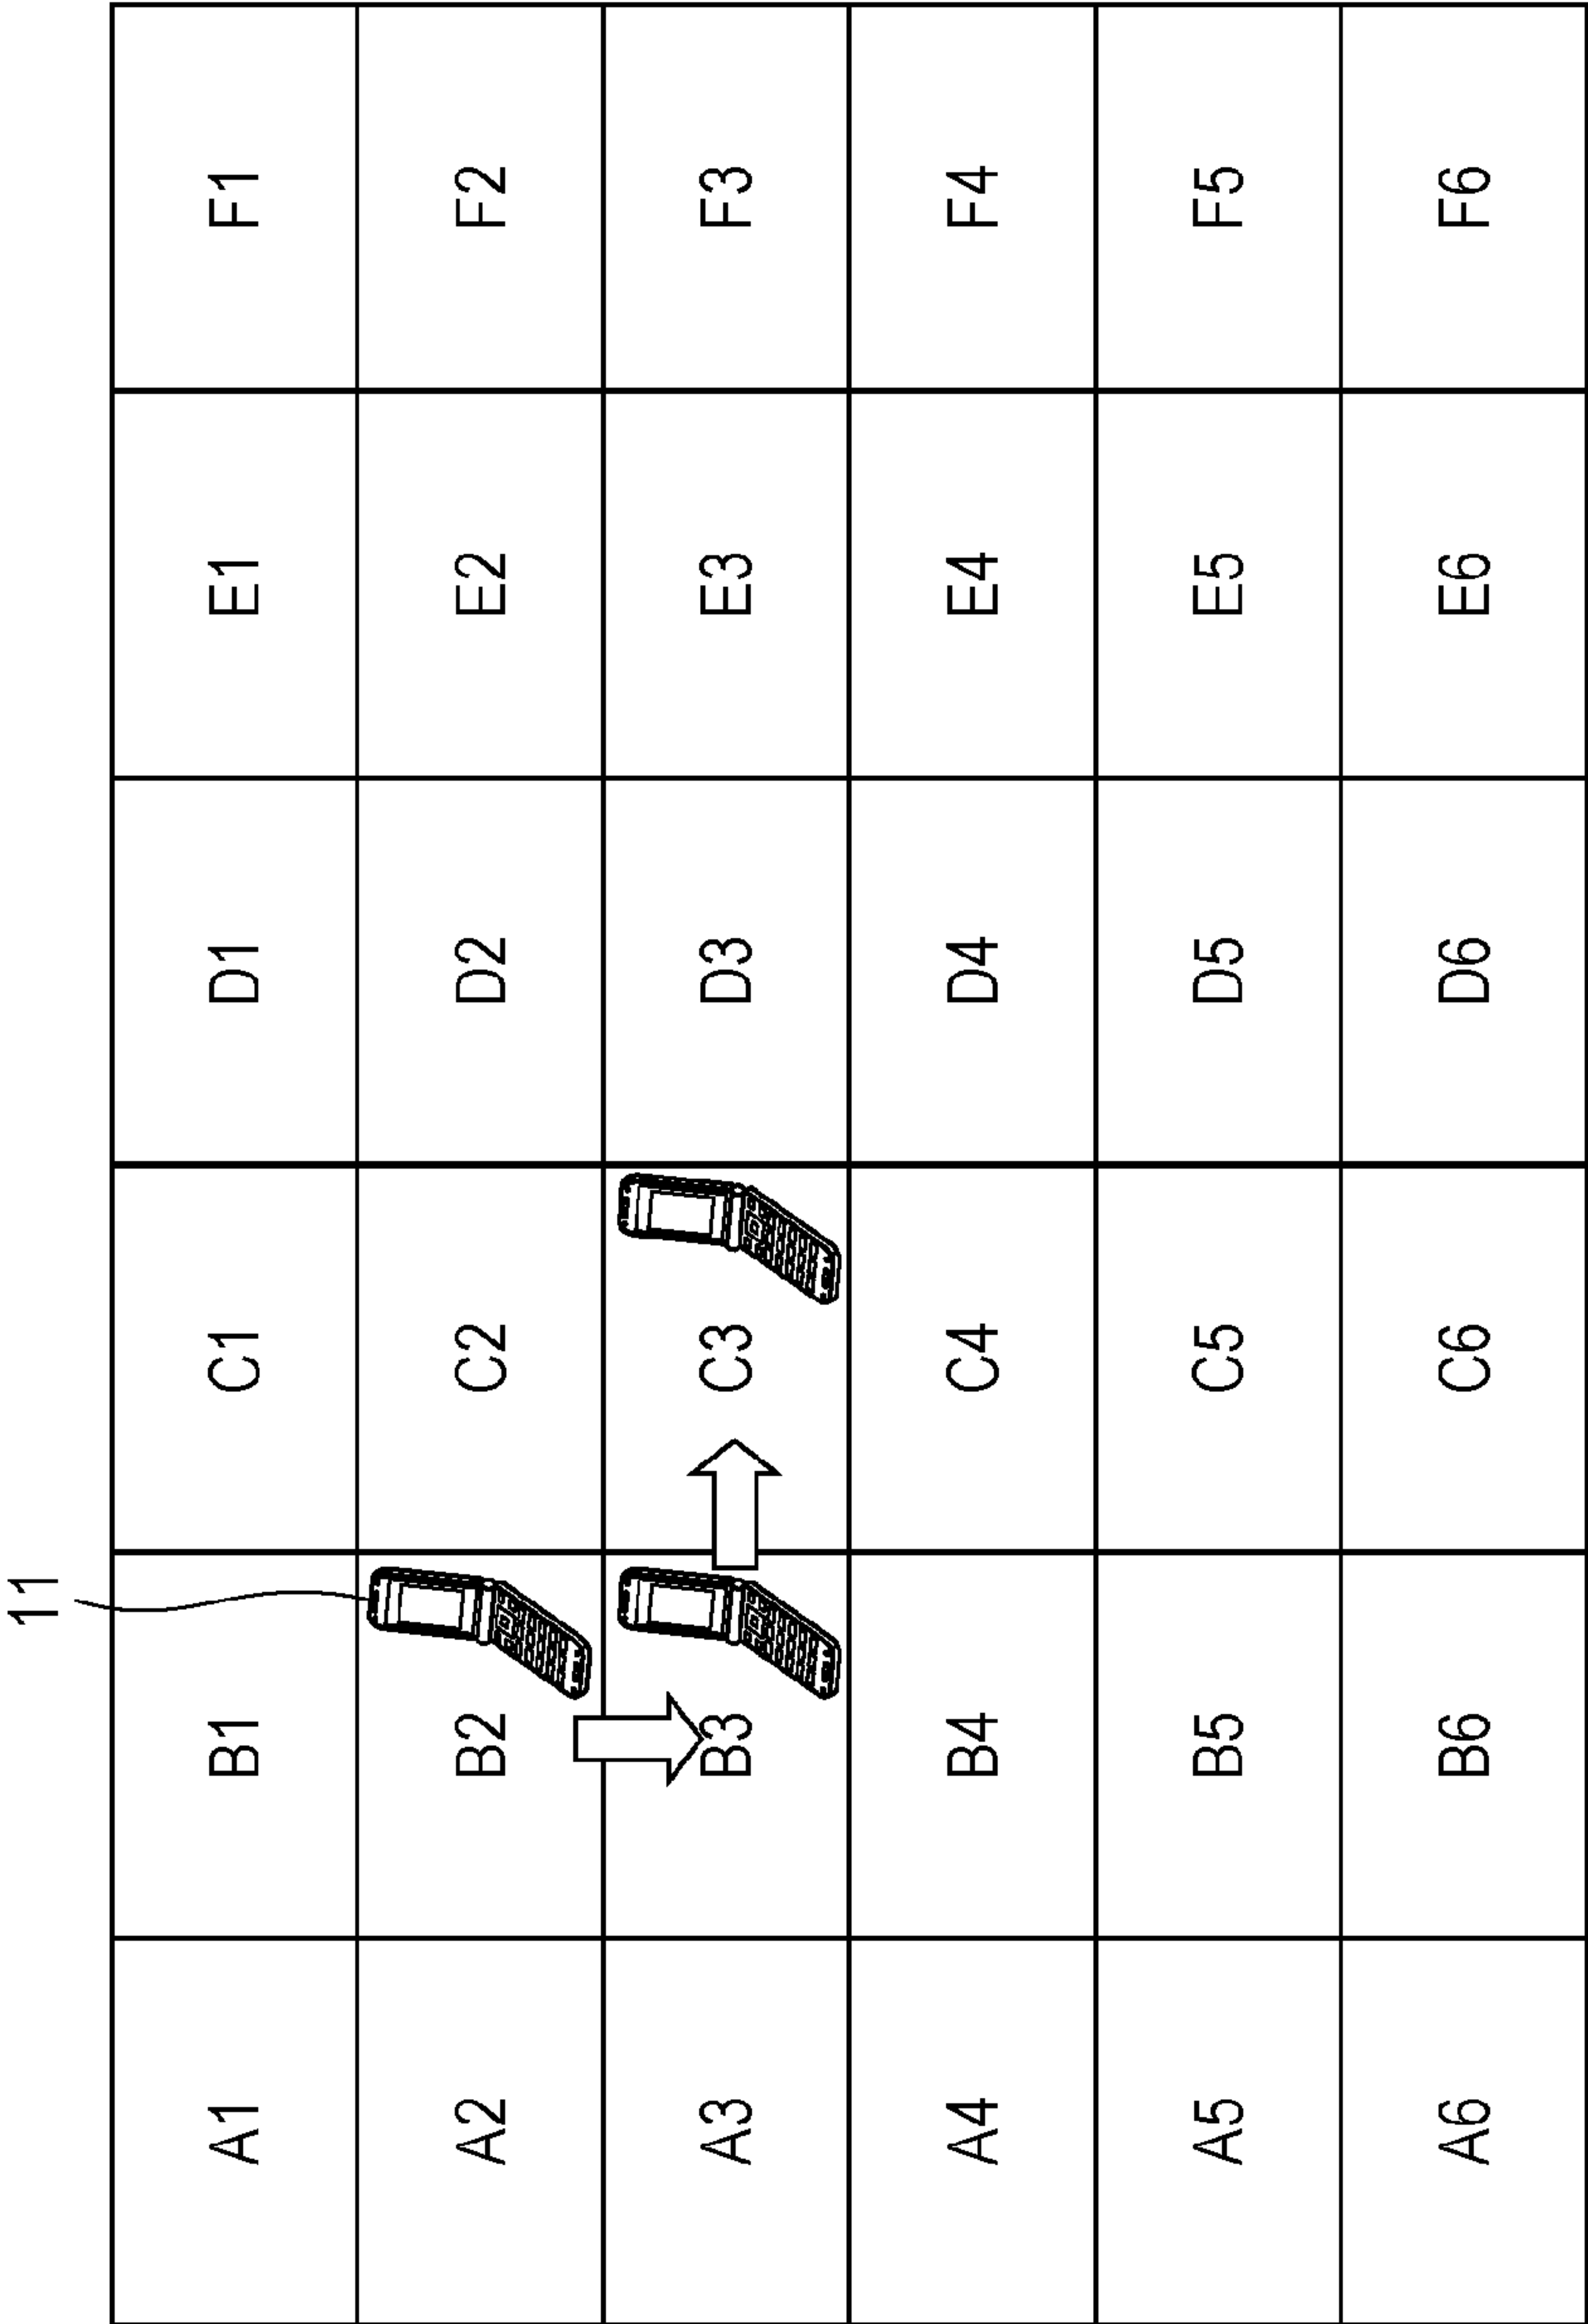 11
A1 B1 C1 D1 E1 F1
A2 B2 C2 D2 E2 F2
A3 B3 C3 D3 E3 F3
A4 B4 C4 D4 E4 F4
A5 B5 C5 D5 E5 F5
A6 B6 C6 D6 E6 F6